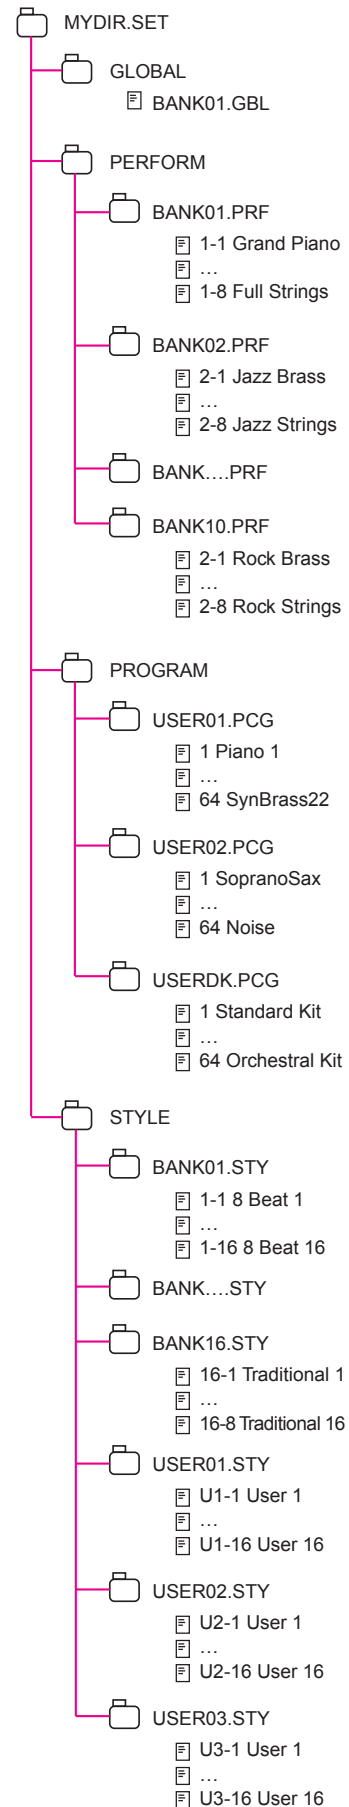 MYDIR.SET
GLOBAL
BANK01.GBL
PERFORM
BANK01.PRF
1-1 Grand Piano
…
1-8 Full Strings
BANK02.PRF
2-1 Jazz Brass
…
2-8 Jazz Strings
BANK….PRF
BANK10.PRF
2-1 Rock Brass
…
2-8 Rock Strings
PROGRAM
USER01.PCG
1 Piano 1
…
64 SynBrass22
USER02.PCG
1 SopranoSax
…
64 Noise
USERDK.PCG
1 Standard Kit
…
64 Orchestral Kit
STYLE
BANK01.STY
1-1 8 Beat 1
…
1-16 8 Beat 16
BANK….STY
BANK16.STY
16-1 Traditional 1
…
16-8 Traditional 16
USER01.STY
U1-1 User 1
…
U1-16 User 16
USER02.STY
U2-1 User 1
…
U2-16 User 16
USER03.STY
U3-1 User 1
…
U3-16 User 16